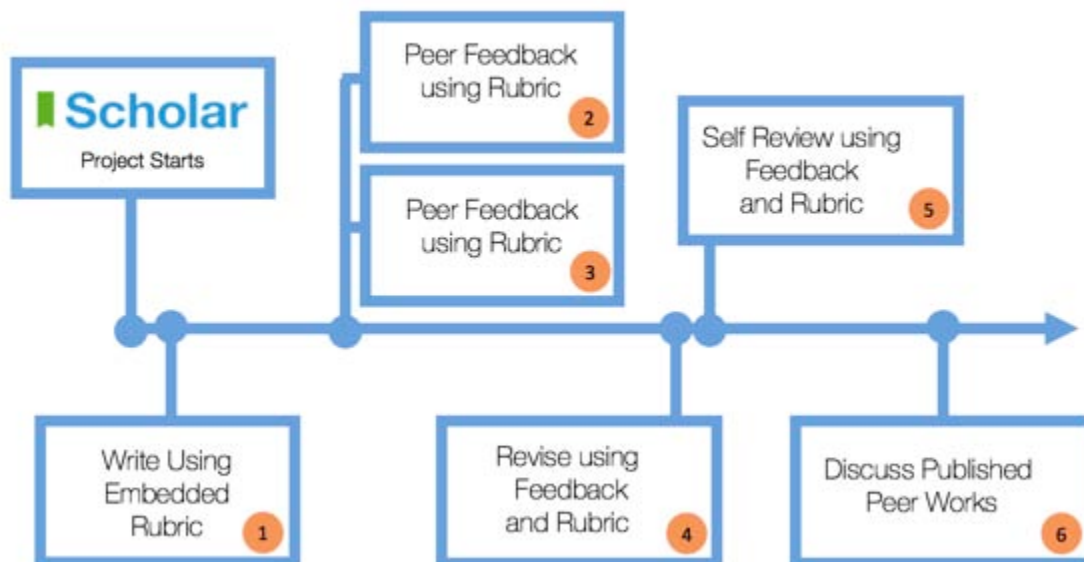 Scholar
Project Starts
Peer Feedback
using Rubric
2
Peer Feedback
using Rubric
3
Self Review using
Feedback
and Rubric
5
Write Using
Embedded
Rubric
1
Revise using
Feedback
and Rubric
4
Discuss Published
Peer Works
6